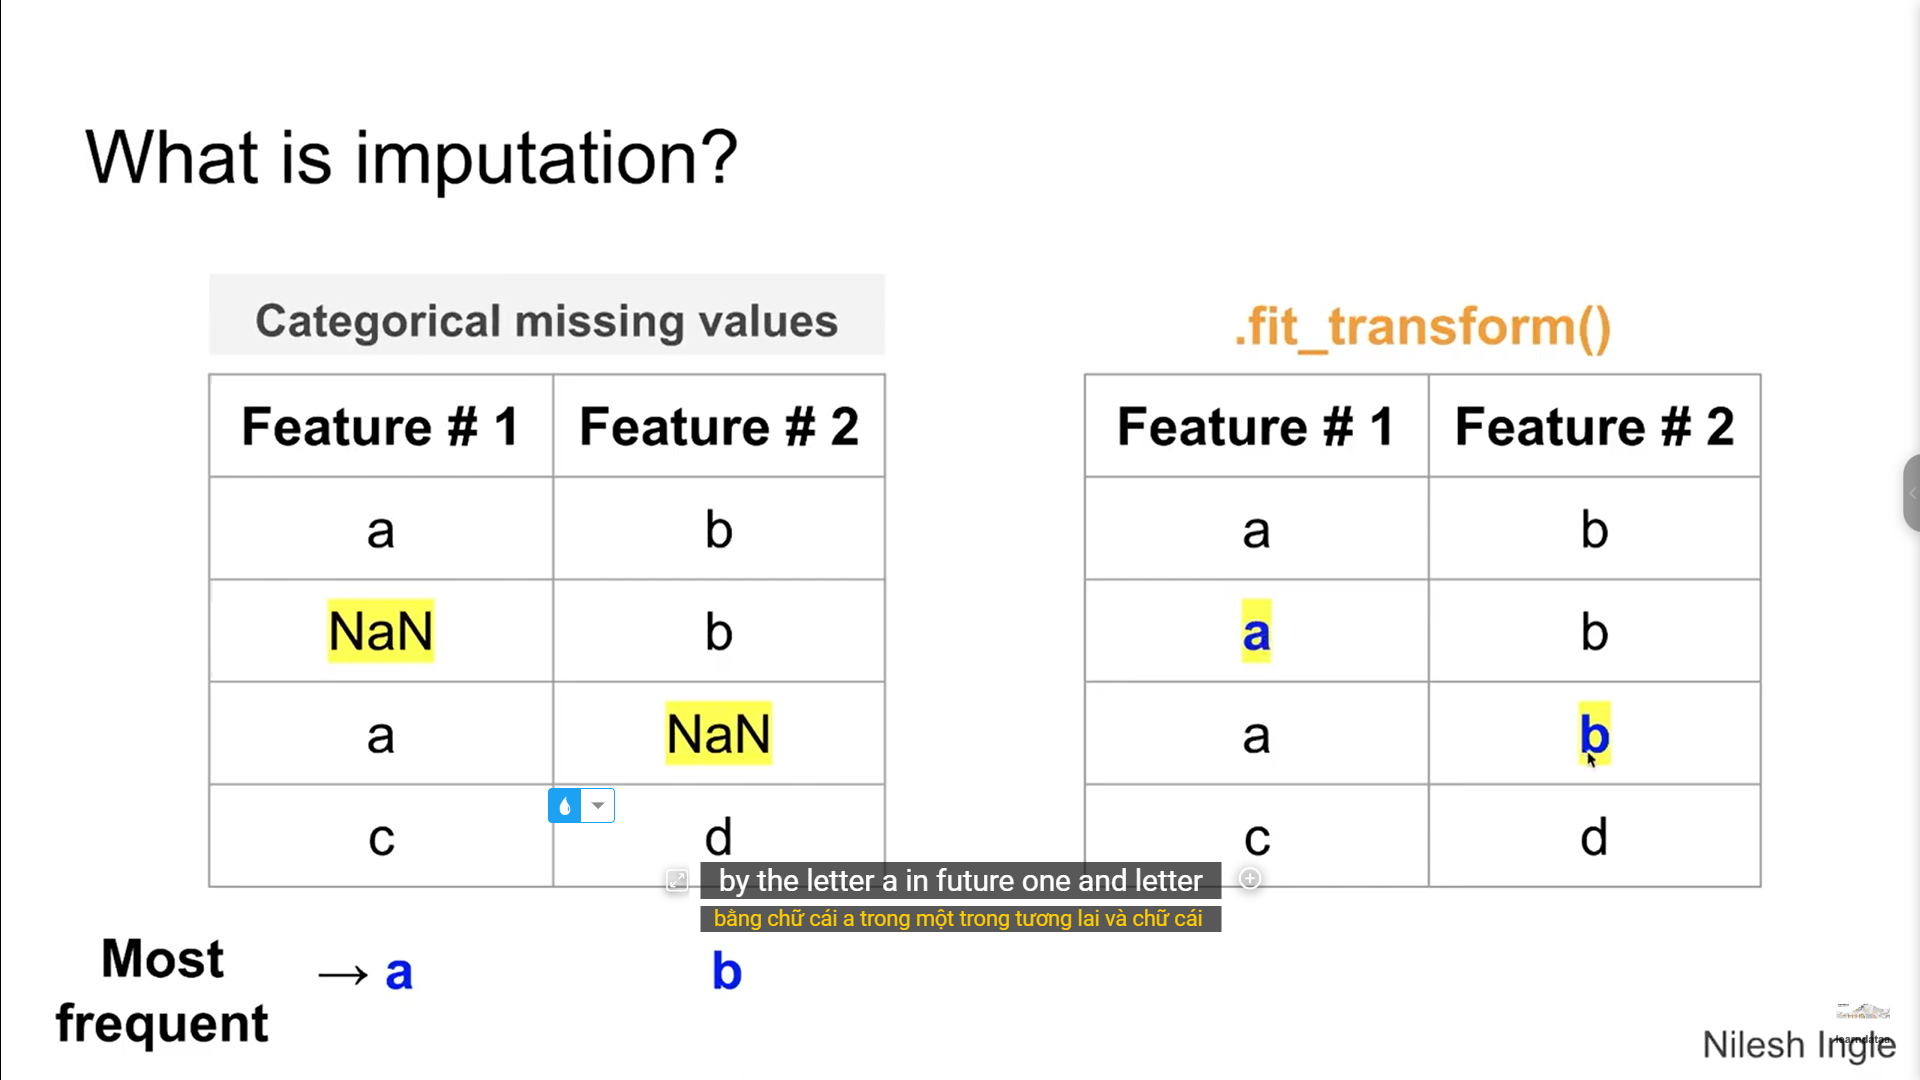 What is imputation?
Categorical missing values
Feature # 1 Feature # 2
a b
NaN b
a NaN
c d
.fit_transform()
Feature # 1 Feature # 2
a b
a b
a b
c d
by the letter a in future one and letter
bằng chữ cái a trong một trong tương lai và chữ cái
Most
frequent
→ a b
Nilesh Ingle